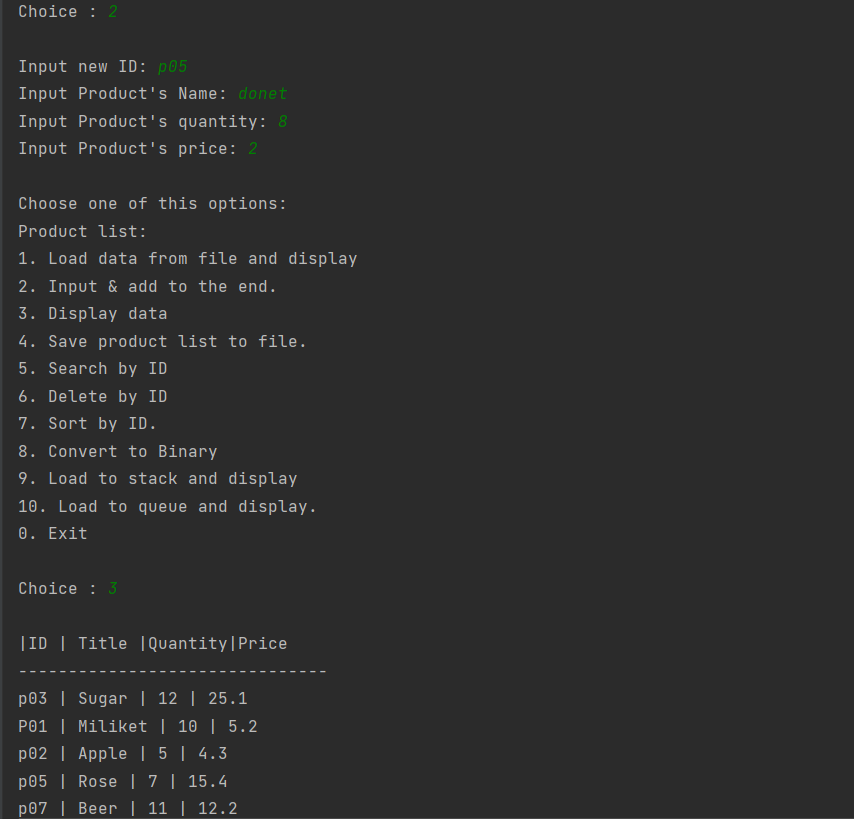 Choice : 2
Input new ID: p05
Input Product's Name: donet
Input Product's quantity: 8
Input Product's price: 2
Choose one of this options:
Product list:
1. Load data from file and display
2. Input & add to the end.
3. Display data
4. Save product list to file.
5. Search by ID
6. Delete by ID
7. Sort by ID.
8. Convert to Binary
9. Load to stack and display
10. Load to queue and display.
0. Exit
Choice : 3
|ID | Title |Quantity|Price
-------------------------------
p03 | Sugar | 12 | 25.1
P01 | Miliket | 10 | 5.2
p02 | Apple | 5 | 4.3
p05 | Rose | 7 | 15.4
p07 | Beer | 11 | 12.2